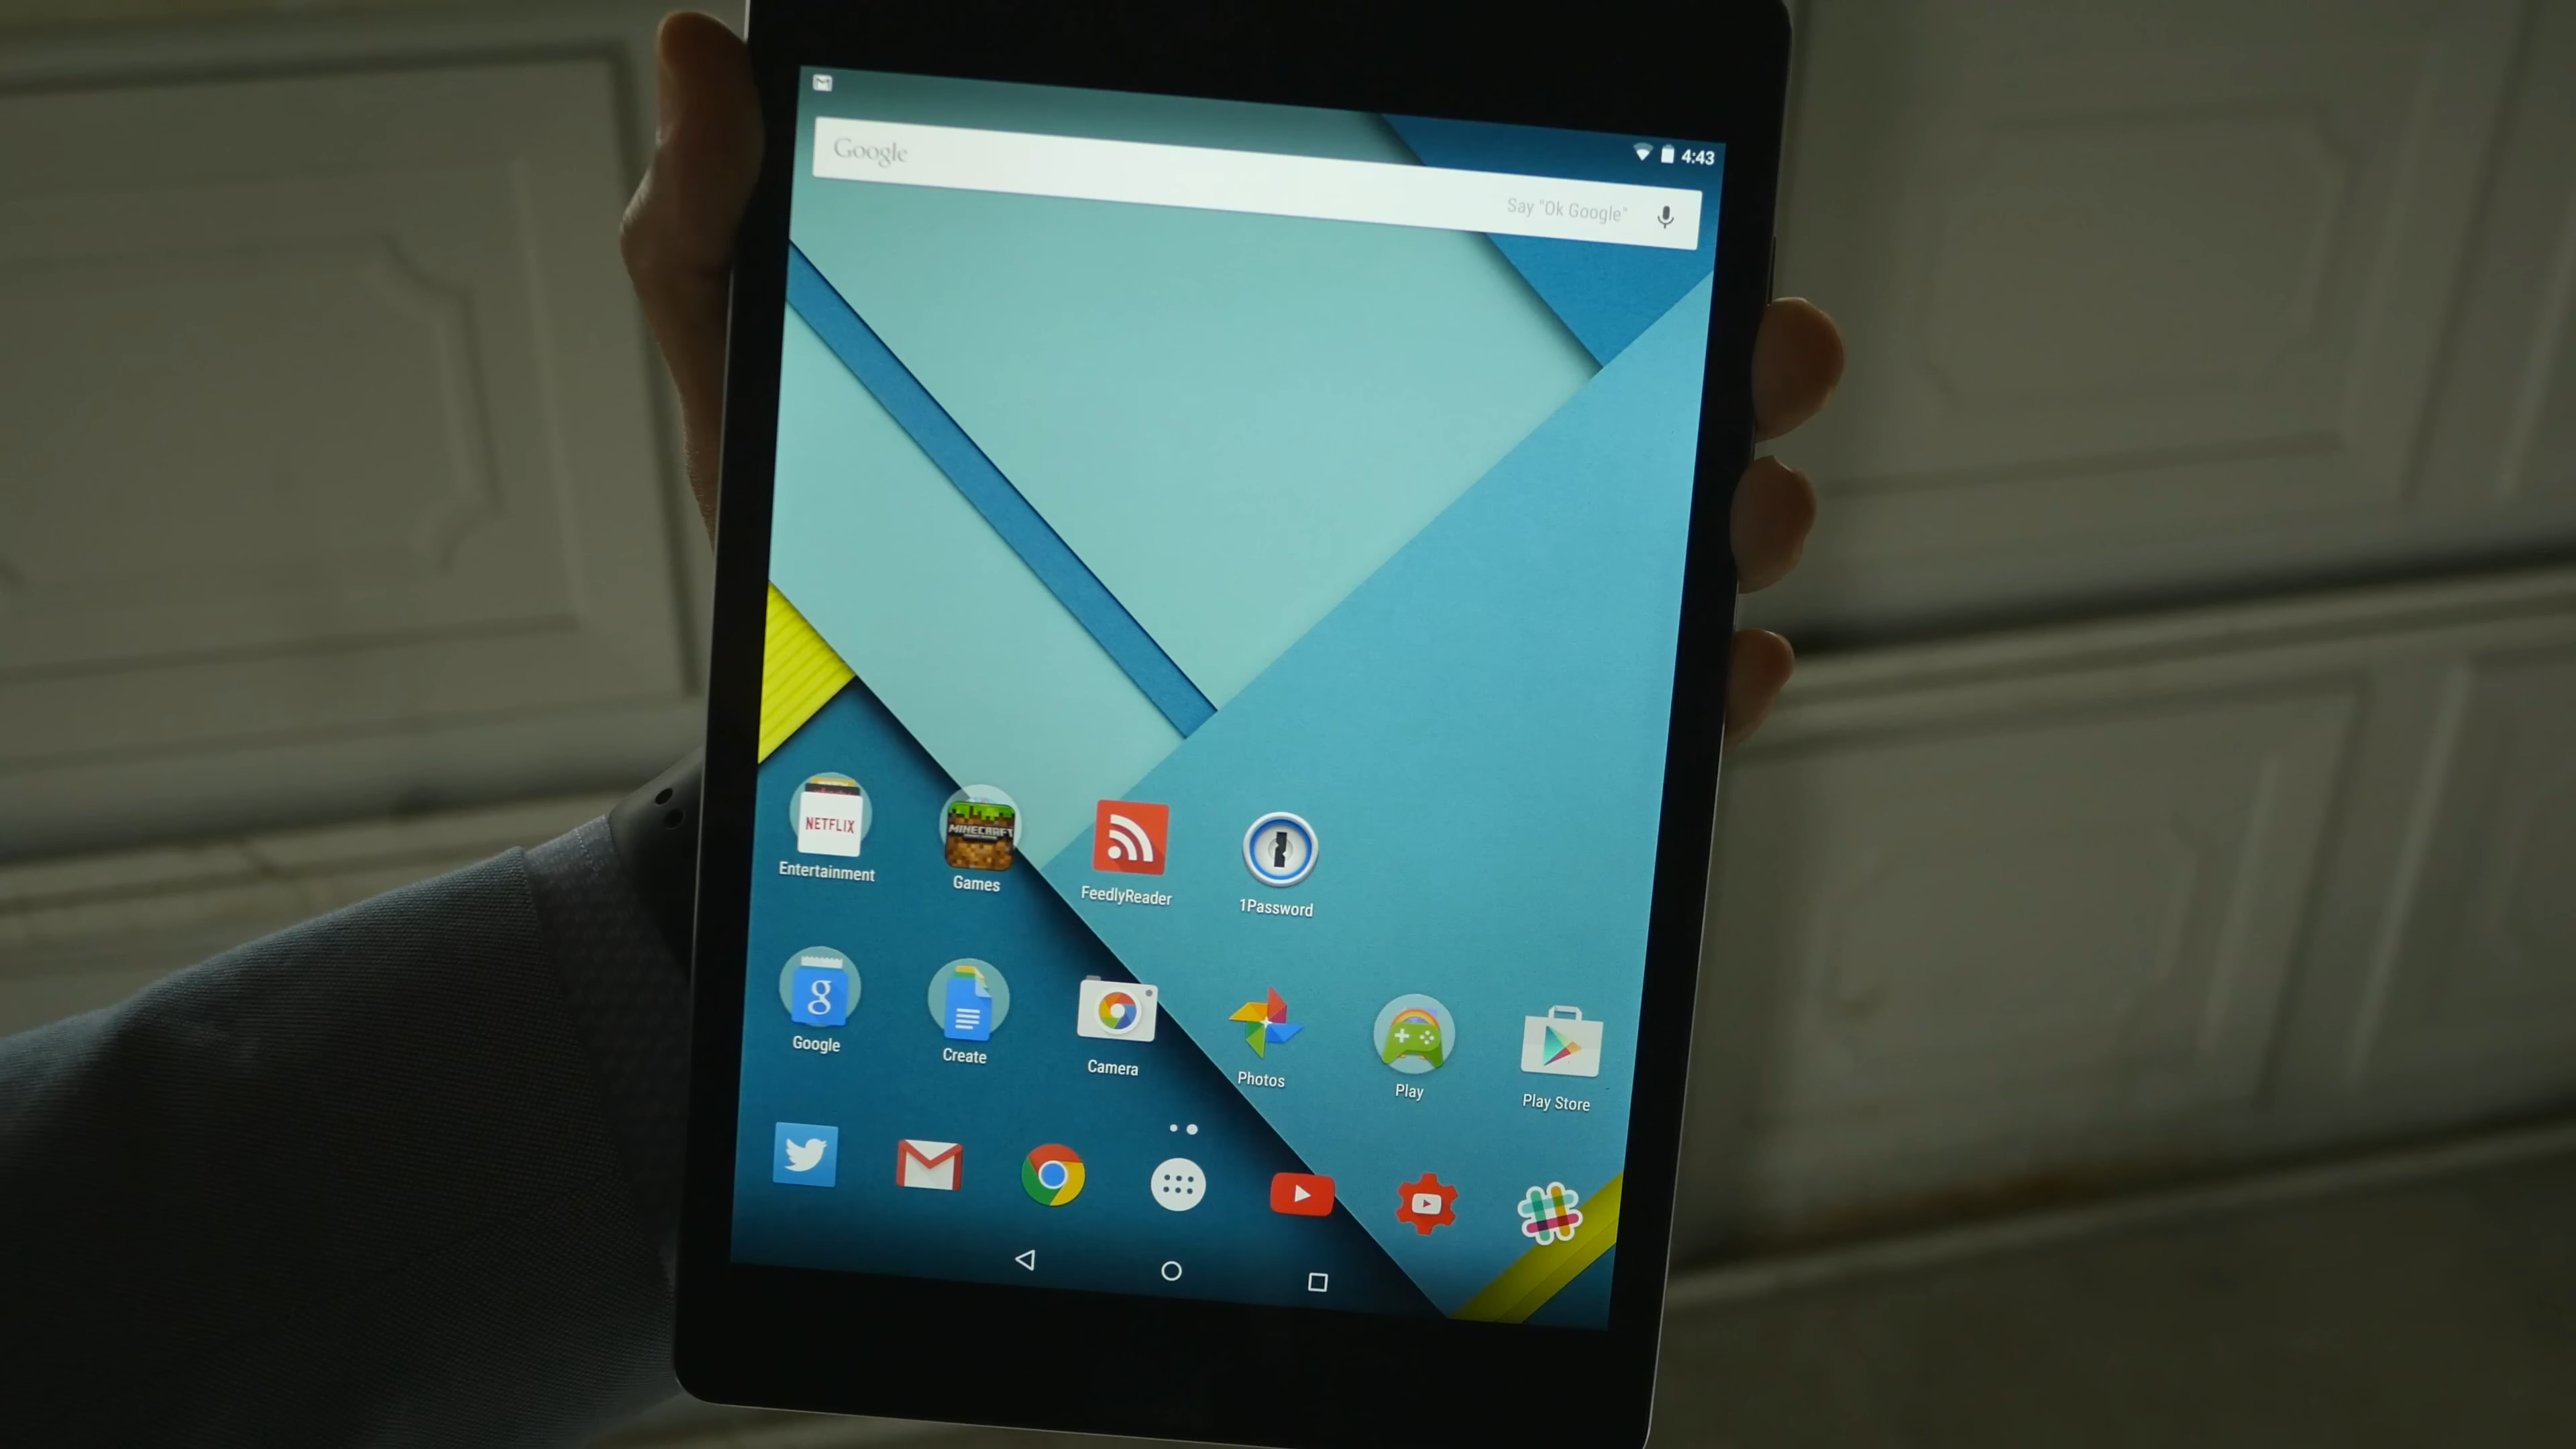 4:43
Google
Say "Ok Google"
NETFLIX
MINECRAFT
Entertainment
Games
FeedlyReader
1Password
g
Google
Create
Camera
Photos
Play
Play Store